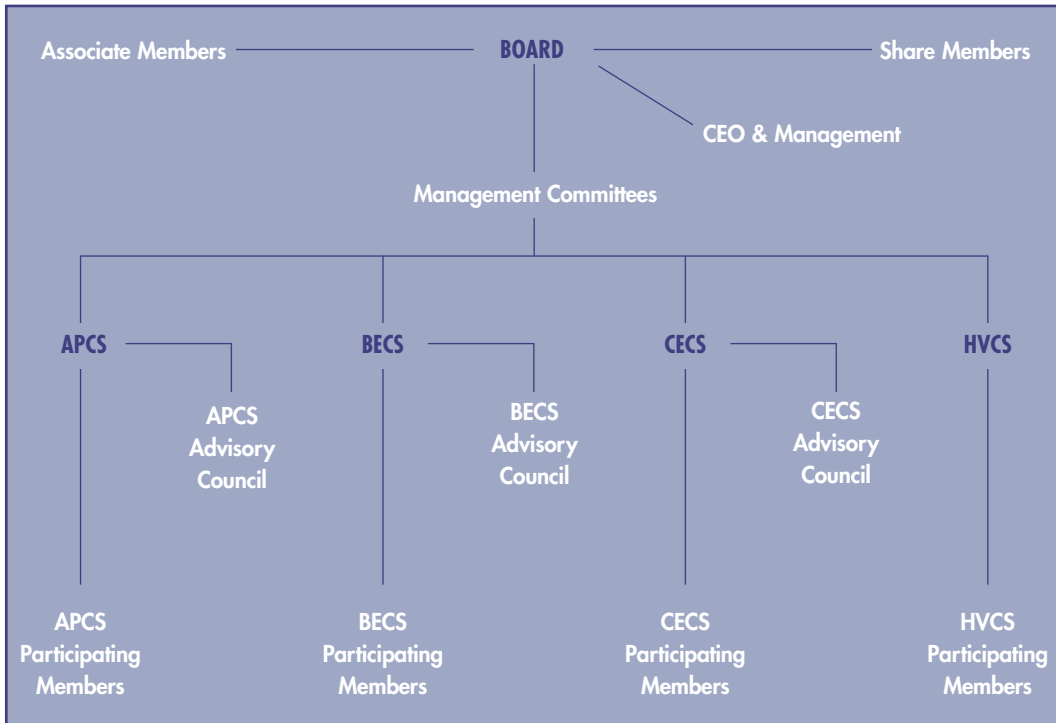 Associate Members
BOARD
Share Members
CEO & Management
Management Committees
APCS
BECS
CECS
HVCS
APCS
Advisory
Council
BECS
Advisory
Council
CECS
Advisory
Council
APCS
Participating
Members
BECS
Participating
Members
CECS
Participating
Members
HVCS
Participating
Members